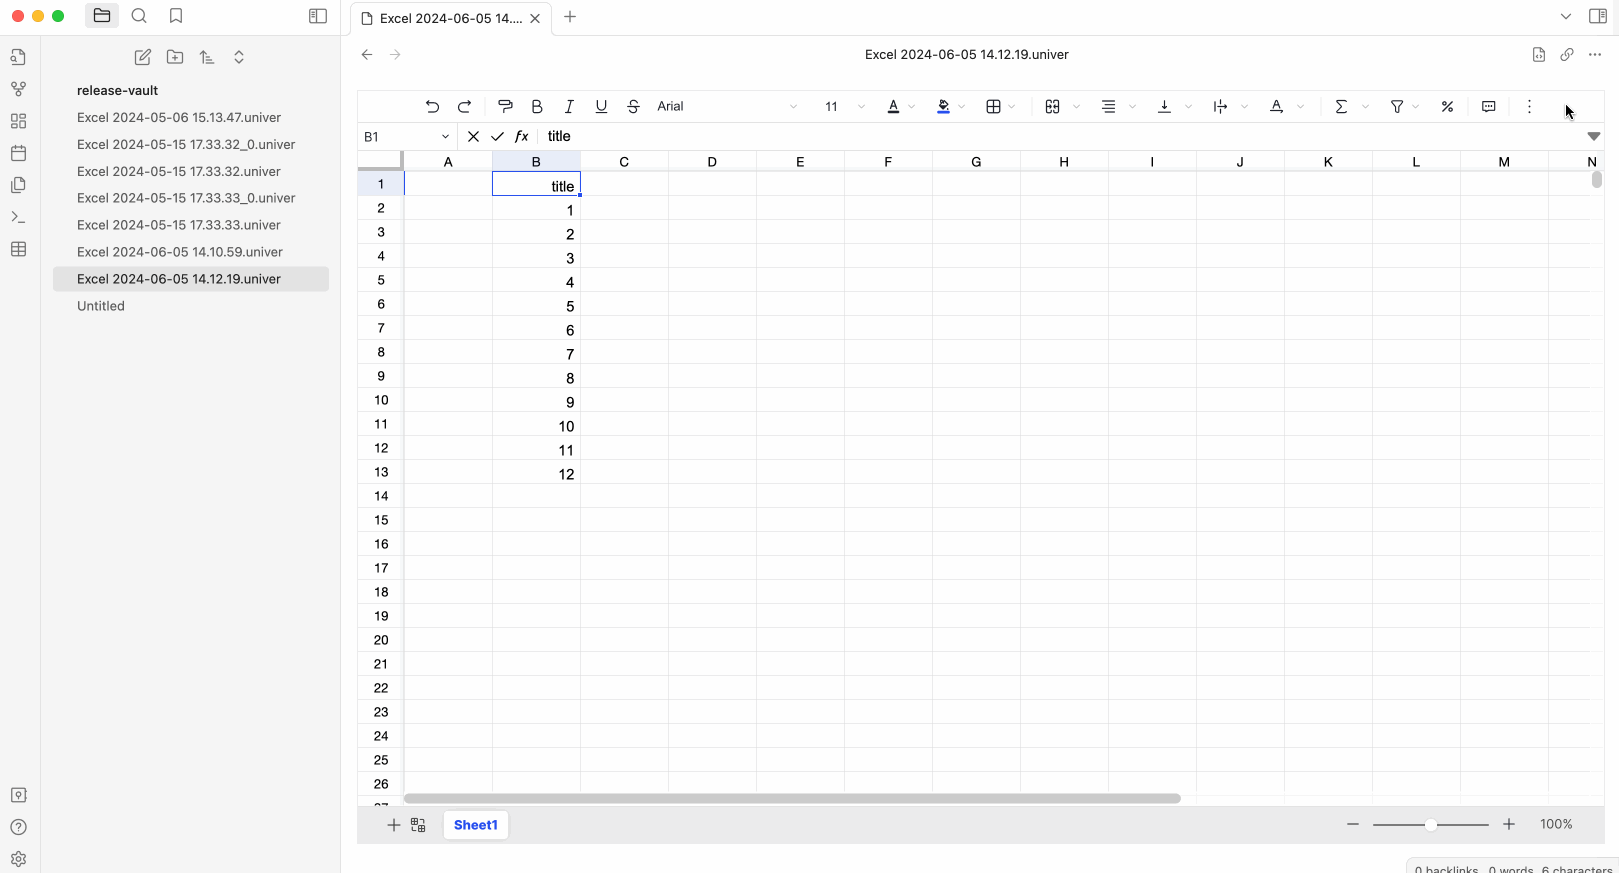 Excel 2024-06-05 14....
Excel 2024-06-05 14.12.19.univer
release-vault
Excel 2024-05-06 15.13.47.univer
Excel 2024-05-15 17.33.32_0.univer
Excel 2024-05-15 17.33.32.univer
Excel 2024-05-15 17.33.33_0.univer
Excel 2024-05-15 17.33.33.univer
Excel 2024-06-05 14.10.59.univer
Excel 2024-06-05 14.12.19.univer
Untitled
Arial 11
B1 fx title
A B C D E F G H I J K L M N
1 title
2 1
3 2
4 3
5 4
6 5
7 6
8 7
9 8
10 9
11 10
12 11
13 12
14
15
16
17
18
19
20
21
22
23
24
25
26
27
Sheet1 100%
0 backlinks 0 words 6 characters